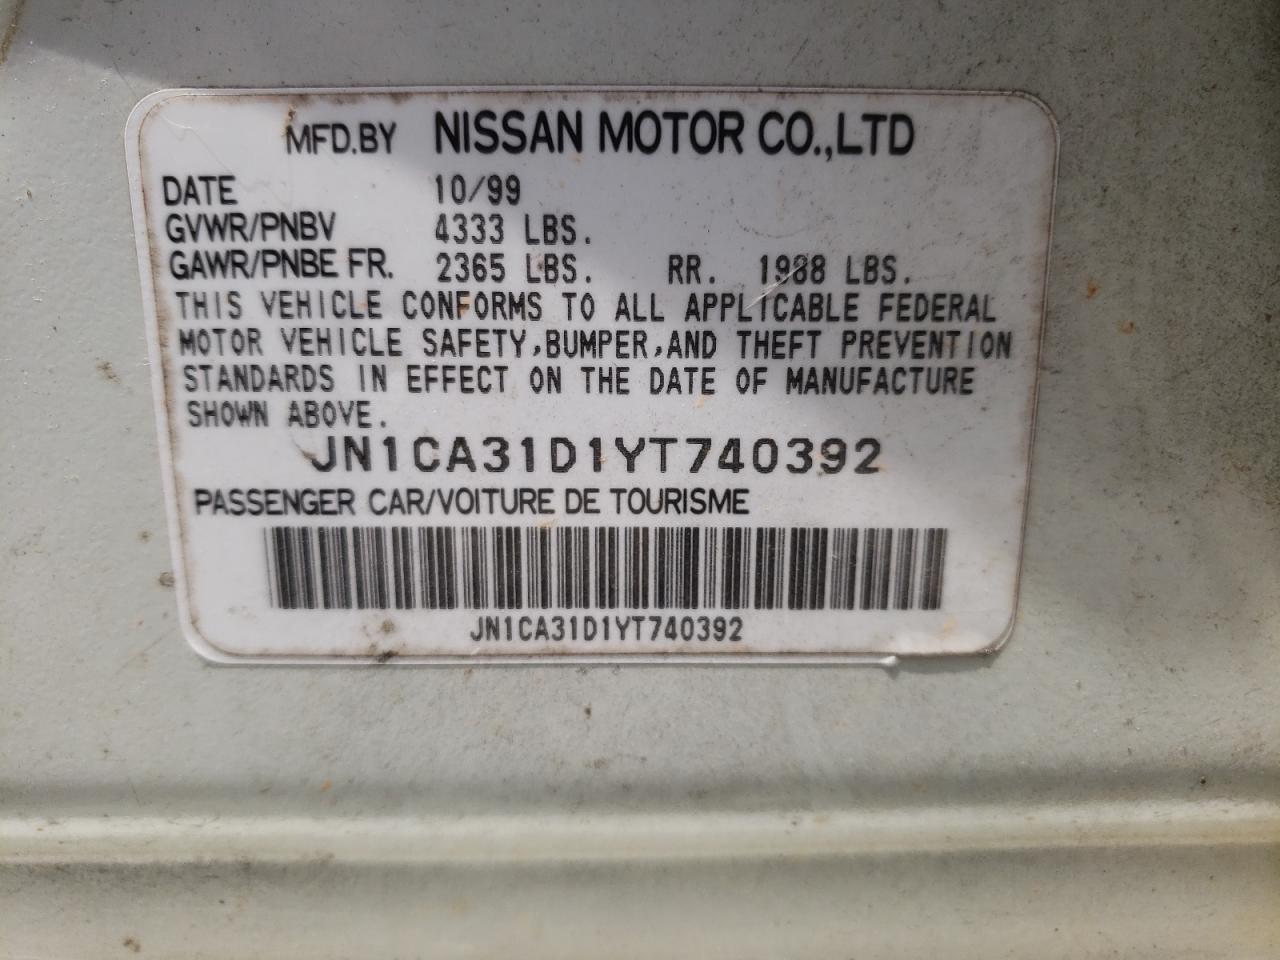 MFD.BY NISSAN MOTOR CO.,LTD
DATE 10/99
GVWR/PNBV 4333 LBS.
GAWR/PNBE FR. 2365 LBS. RR. 1988 LBS.
THIS VEHICLE CONFORMS TO ALL APPLICABLE FEDERAL
MOTOR VEHICLE SAFETY,BUMPER,AND THEFT PREVENTION
STANDARDS IN EFFECT ON THE DATE OF MANUFACTURE
SHOWN ABOVE.
JN1CA31D1YT740392
PASSENGER CAR/VOITURE DE TOURISME
JN1CA31D1YT740392